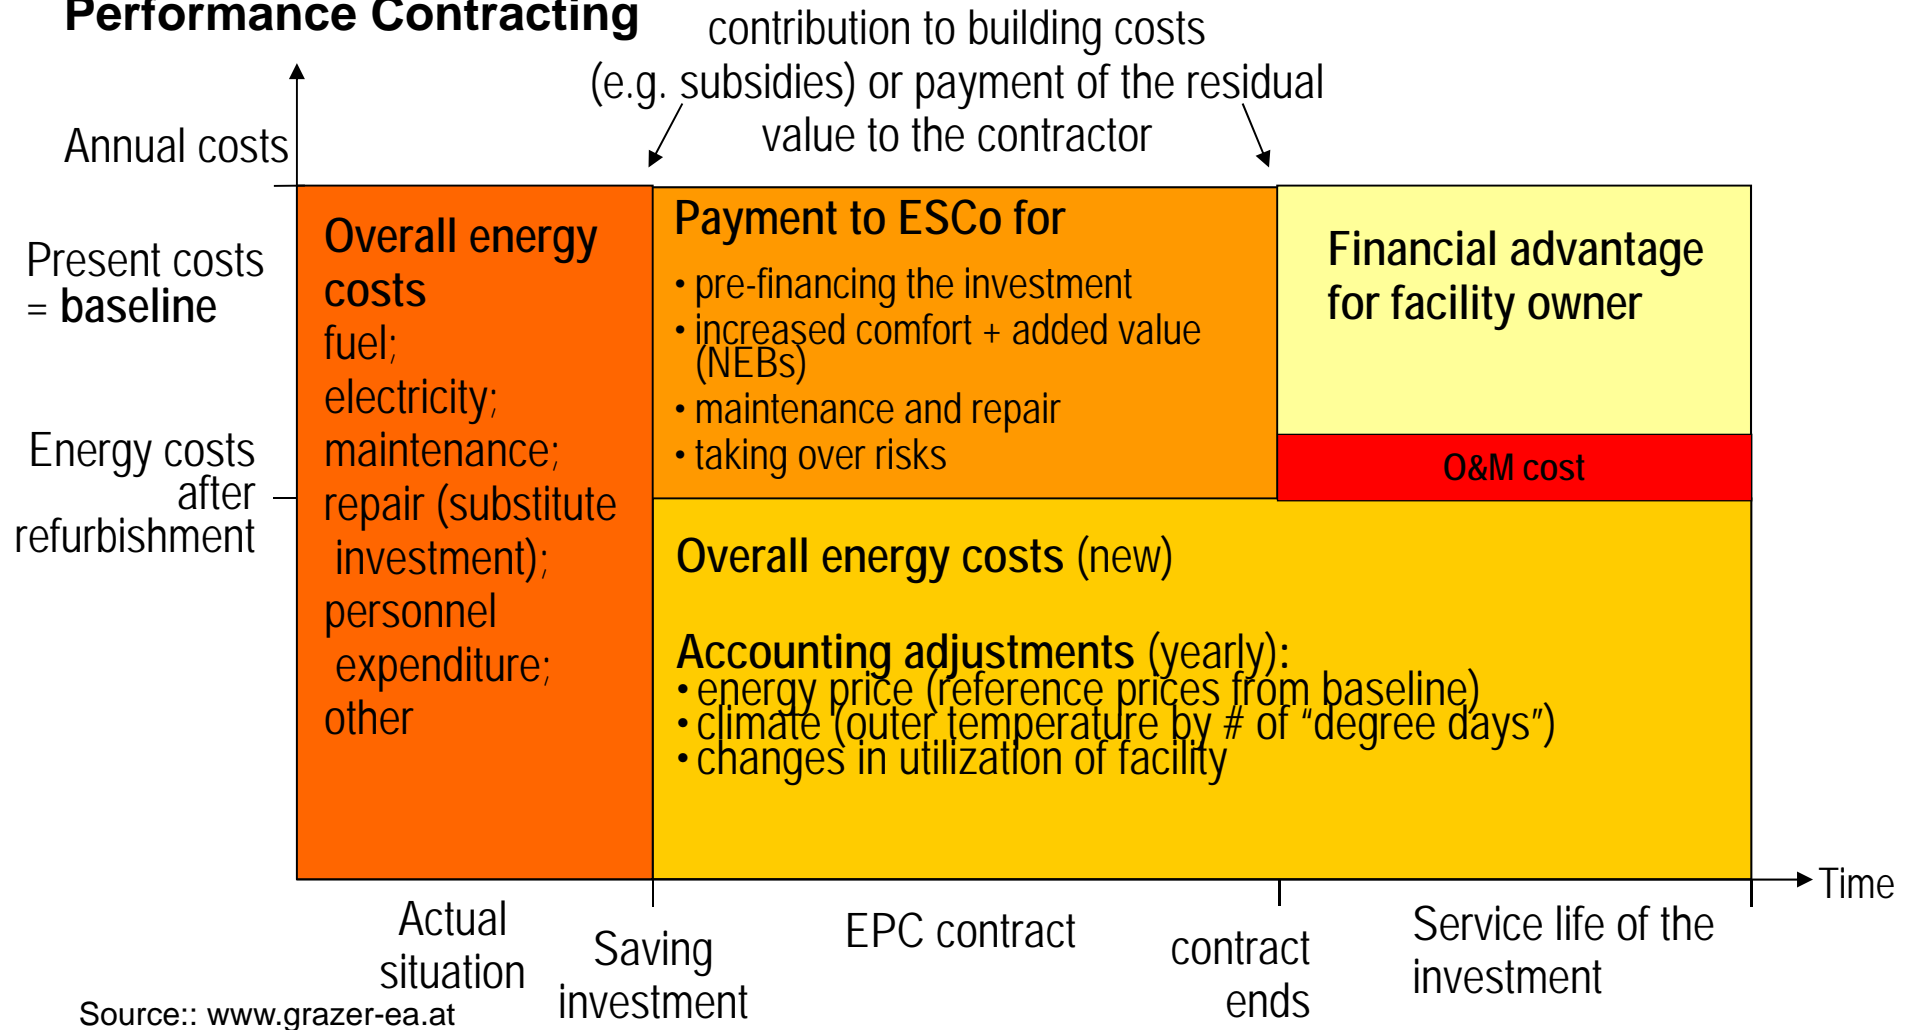 Performance Contracting
contribution to building costs
(e.g. subsidies) or payment of the residual
value to the contractor
Annual costs
Present costs
= baseline
Energy costs
after
refurbishment
Overall energy
costs
fuel;
electricity;
maintenance;
repair (substitute
investment);
personnel
expenditure;
other
Payment to ESCo for
• pre-financing the investment
• increased comfort + added value
(NEBs)
• maintenance and repair
• taking over risks
Financial advantage
for facility owner
O&M cost
Overall energy costs (new)
Accounting adjustments (yearly):
• energy price (reference prices from baseline)
• climate (outer temperature by # of “degree days”)
• changes in utilization of facility
Time
Actual
situation
Saving
investment
EPC contract
contract
ends
Service life of the
investment
Source:: www.grazer-ea.at